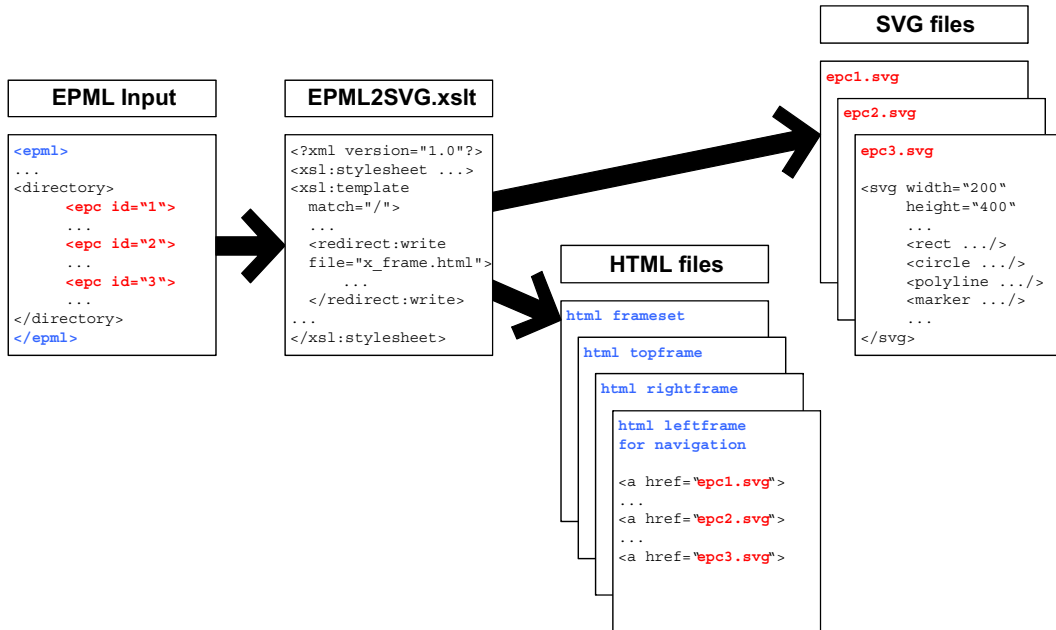 EPML Input
<epml>
...
<directory>
<epc id=“1“>
...
<epc id=“2“>
...
<epc id=“3“>
...
</directory>
</epml>
EPML2SVG.xslt
<?xml version="1.0"?>
<xsl:stylesheet ...>
<xsl:template
match="/">
...
<redirect:write
file="x_frame.html">
...
</redirect:write>
...
</xsl:stylesheet>
SVG files
epc1.svg
epc2.svg
epc3.svg
<svg width=“200“
height=“400“
...
<rect .../>
<circle .../>
<polyline .../>
<marker .../>
...
</svg>
HTML files
html frameset
html topframe
html rightframe
html leftframe
for navigation
<a href=“epc1.svg“>
...
<a href=“epc2.svg“>
...
<a href=“epc3.svg“>